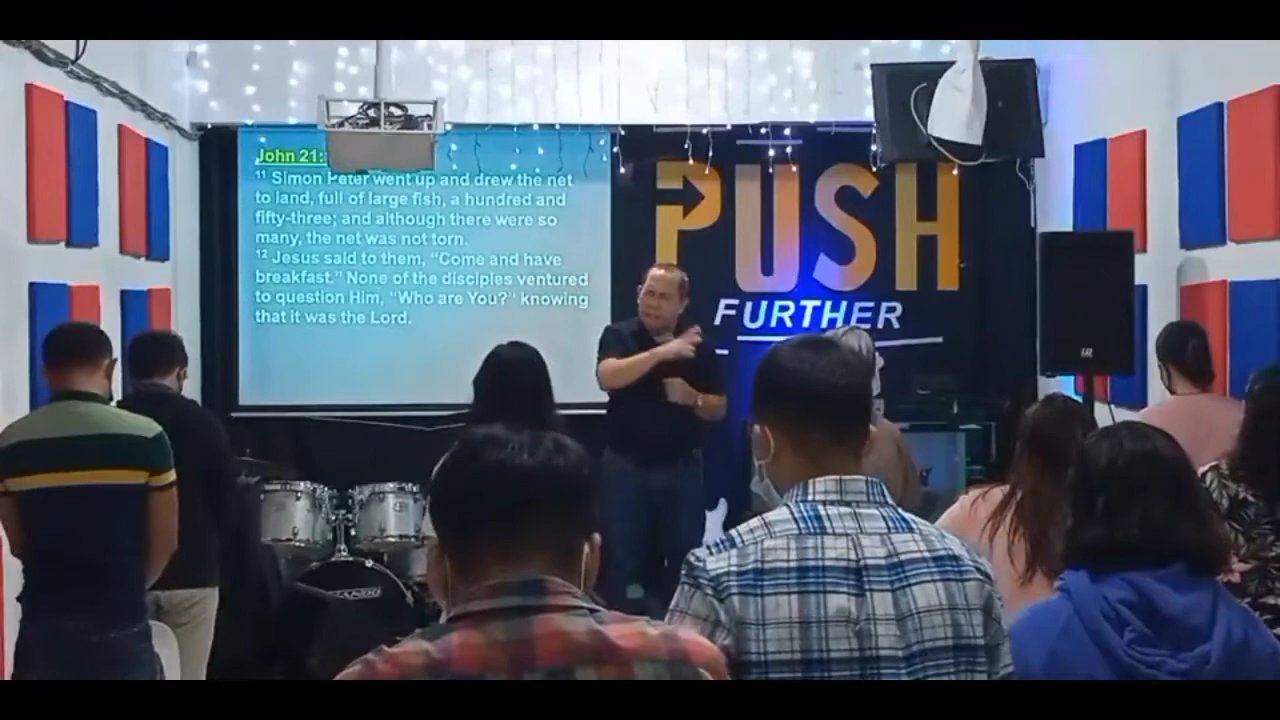 John 21:
¹¹ Simon Peter went up and drew the net
to land, full of large fish, a hundred and
fifty-three; and although there were so
many, the net was not torn.
¹² Jesus said to them, “Come and have
breakfast.” None of the disciples ventured
to question Him, “Who are You?” knowing
that it was the Lord.
PUSH
FURTHER